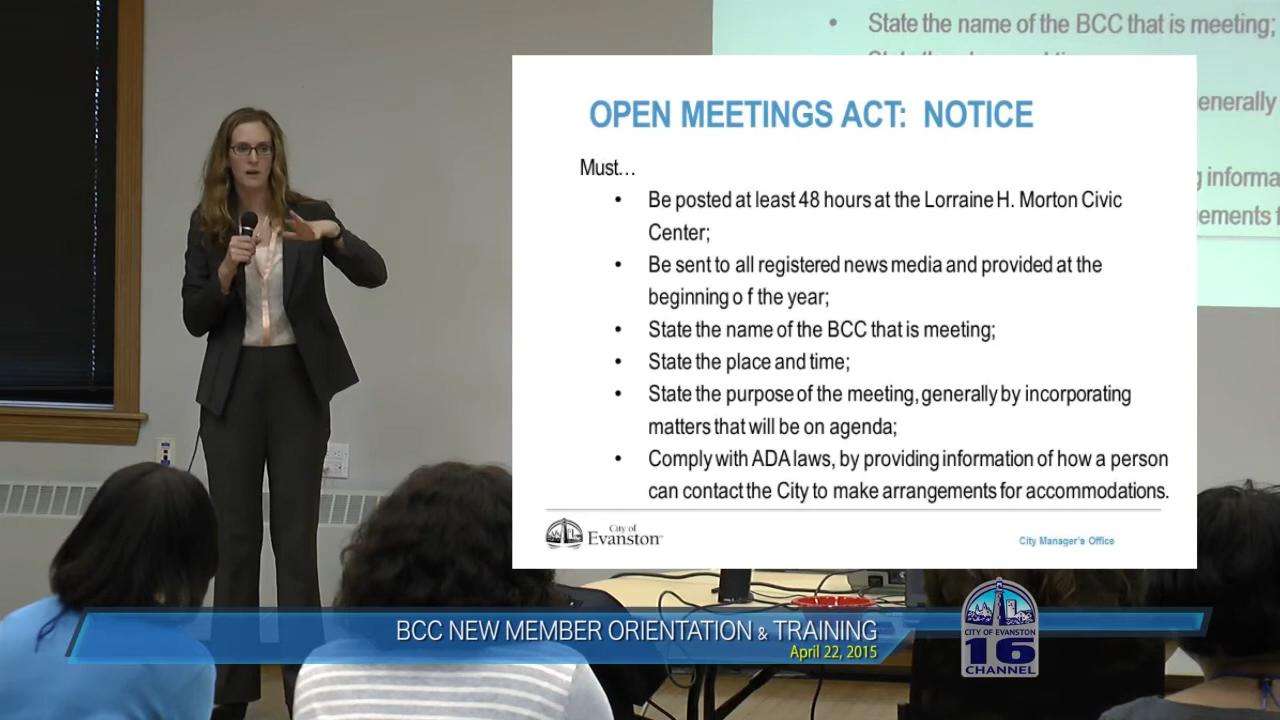 State the name of the BCC that is meeting;
OPEN MEETINGS ACT: NOTICE
enerally
Must…
• Be posted at least 48 hours at the Lorraine H. Morton Civic
Center;
• Be sent to all registered news media and provided at the
beginning o f the year;
• State the name of the BCC that is meeting;
• State the place and time;
• State the purpose of the meeting, generally by incorporating
matters that will be on agenda;
• Comply with ADA laws, by providing information of how a person
can contact the City to make arrangements for accommodations.
informa
ements f
City of
Evanston
City Manager's Office
BCC NEW MEMBER ORIENTATION & TRAINING
April 22, 2015
CITY OF EVANSTON
16
CHANNEL